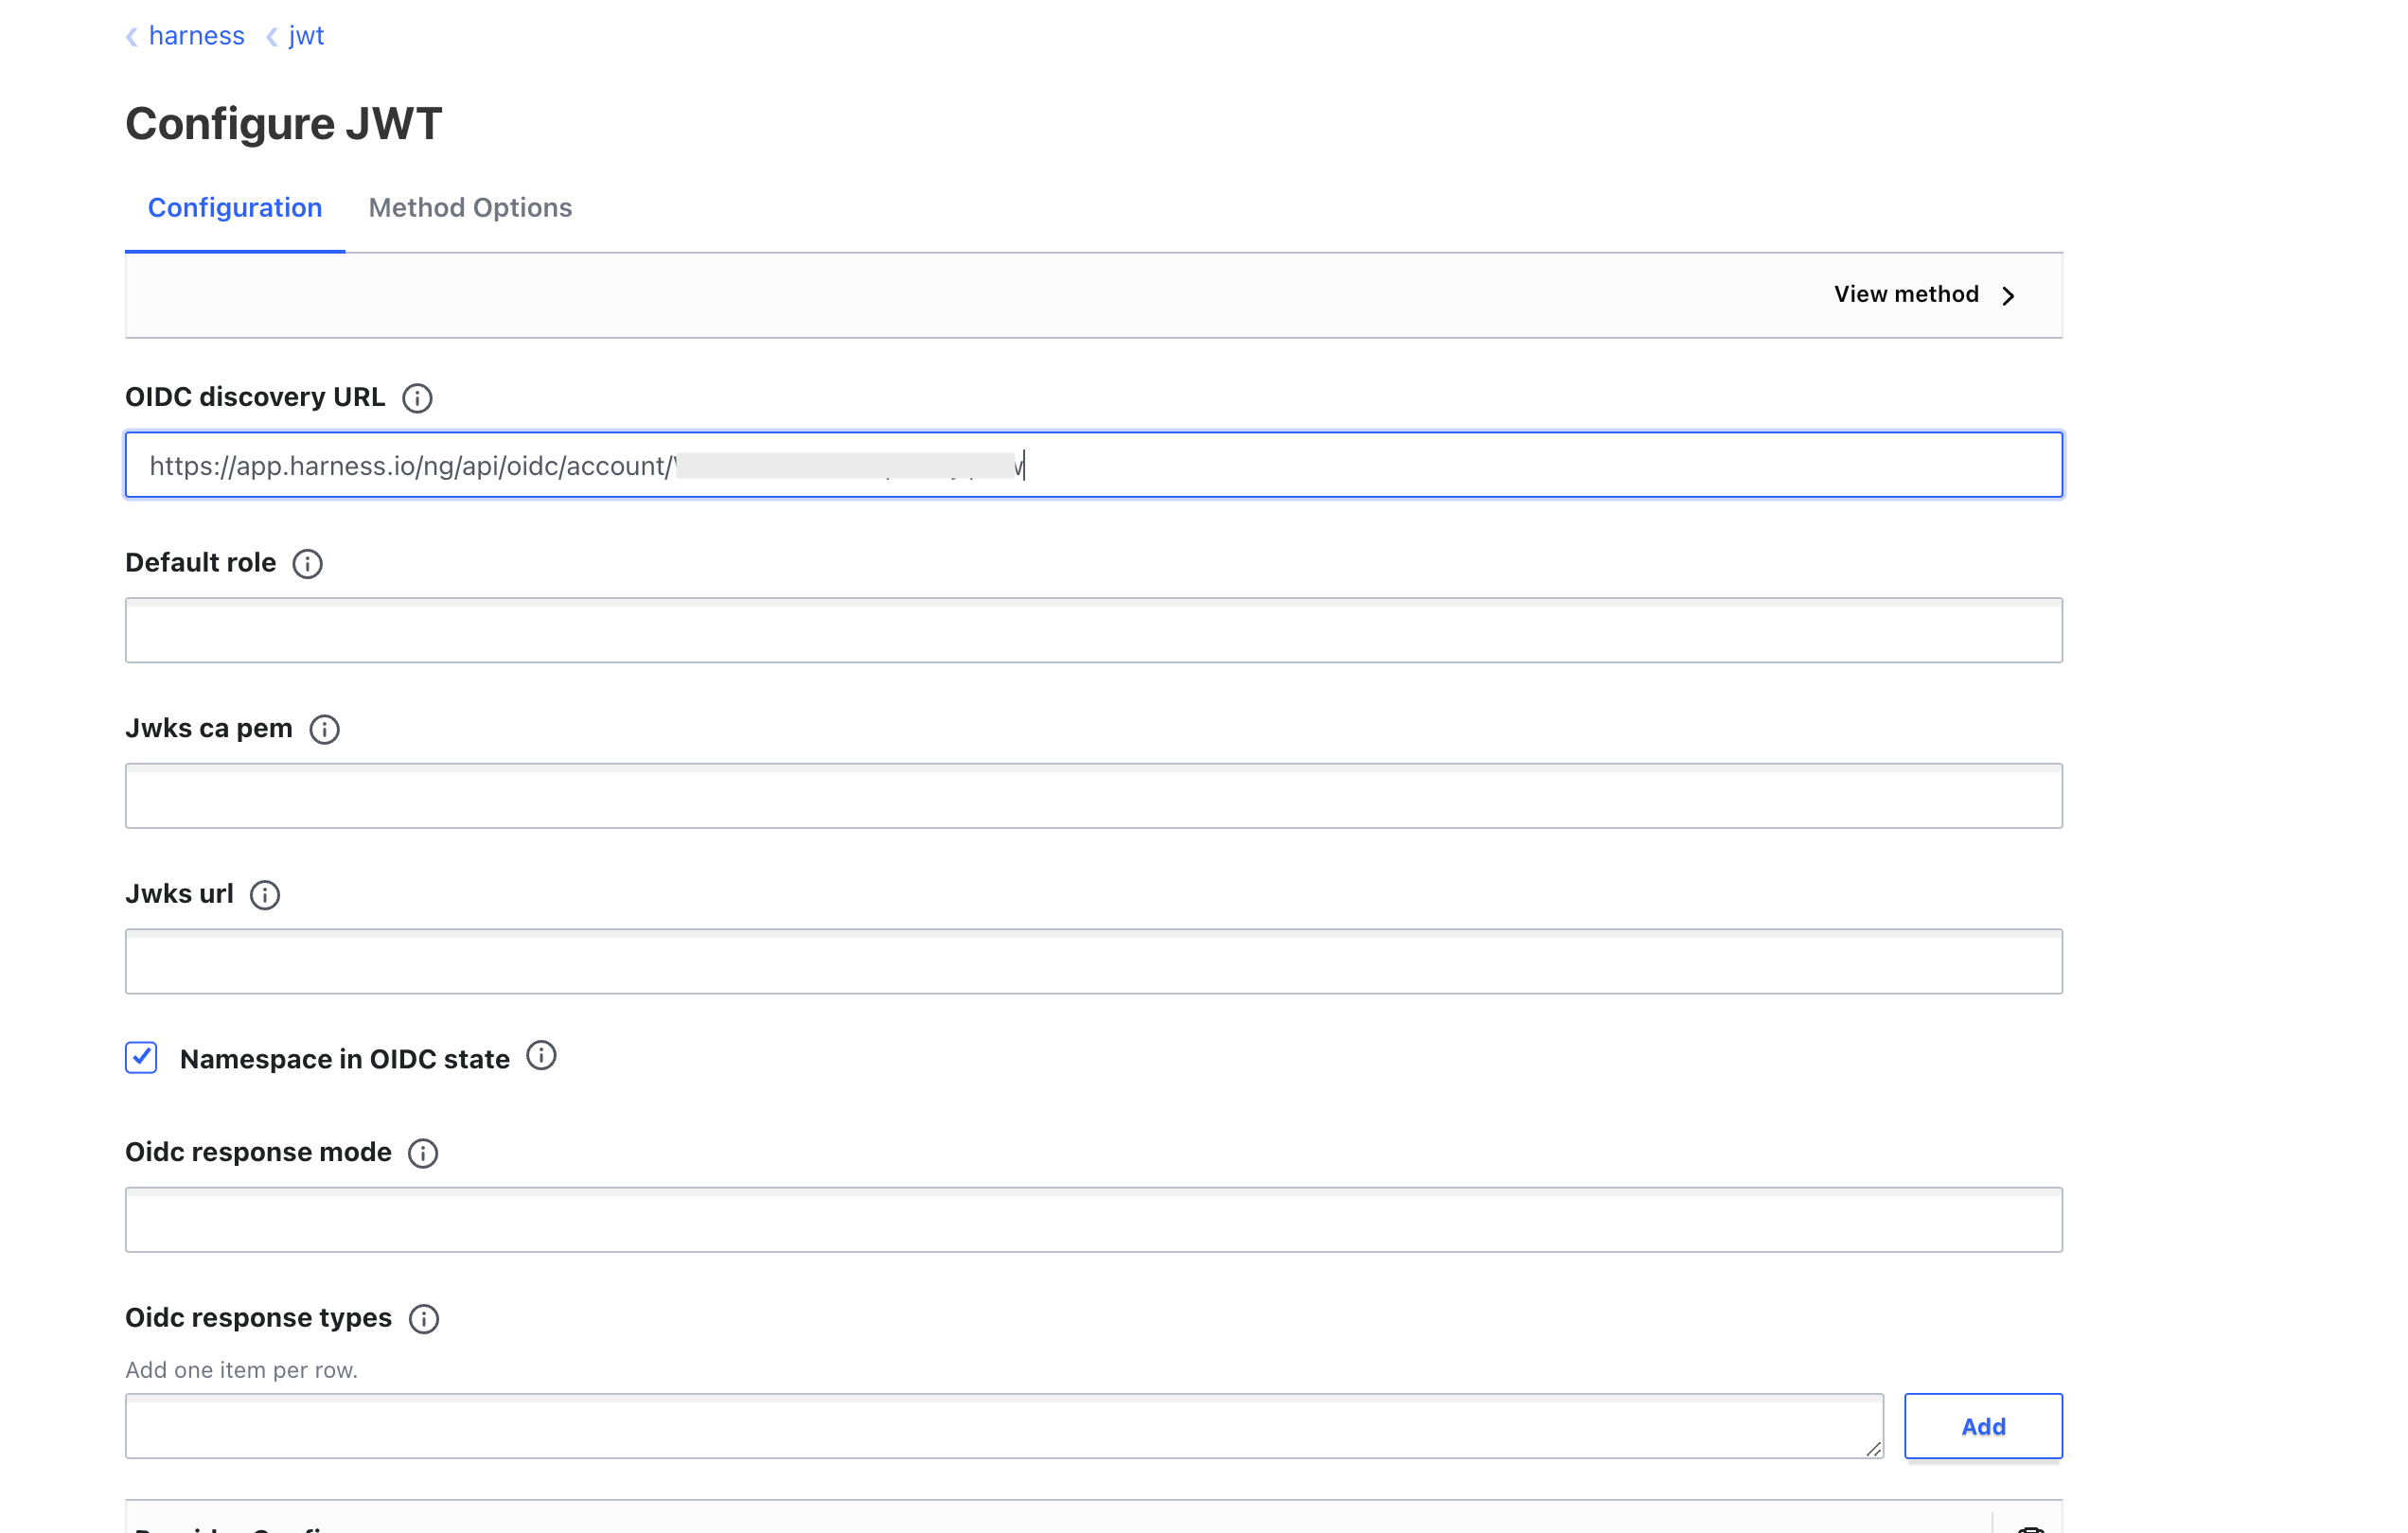 harness jwt
Configure JWT
Configuration Method Options
View method
OIDC discovery URL
https://app.harness.io/ng/api/oidc/account/
Default role
Jwks ca pem
Jwks url
Namespace in OIDC state
Oidc response mode
Oidc response types
Add one item per row.
Add